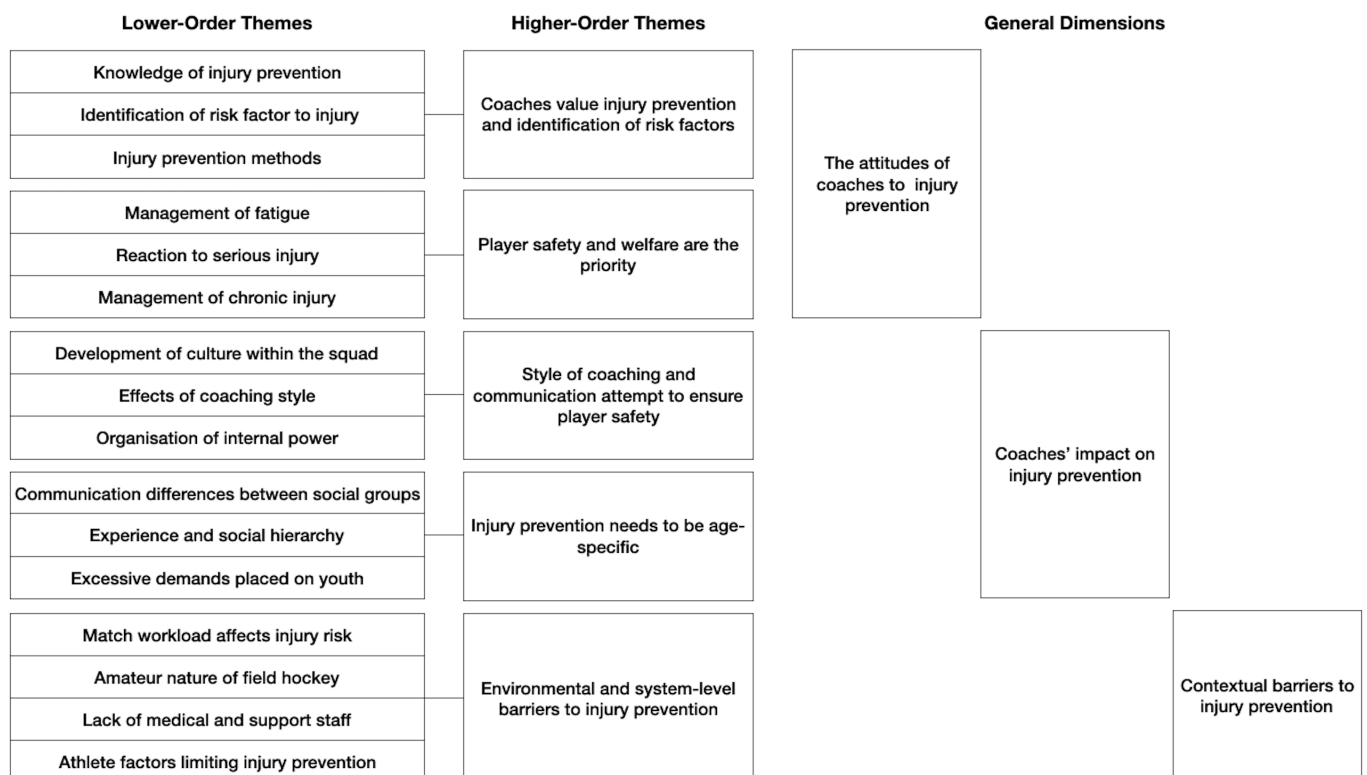 Lower-Order Themes
Higher-Order Themes
General Dimensions
Knowledge of injury prevention
Identification of risk factor to injury
Injury prevention methods
Coaches value injury prevention
and identification of risk factors
The attitudes of
coaches to  injury
prevention
Management of fatigue
Reaction to serious injury
Management of chronic injury
Player safety and welfare are the
priority
Development of culture within the squad
Effects of coaching style
Organisation of internal power
Style of coaching and
communication attempt to ensure
player safety
Coaches’ impact on
injury prevention
Communication differences between social groups
Experience and social hierarchy
Excessive demands placed on youth
Injury prevention needs to be age-
specific
Match workload affects injury risk
Amateur nature of field hockey
Lack of medical and support staff
Athlete factors limiting injury prevention
Environmental and system-level
barriers to injury prevention
Contextual barriers to
injury prevention